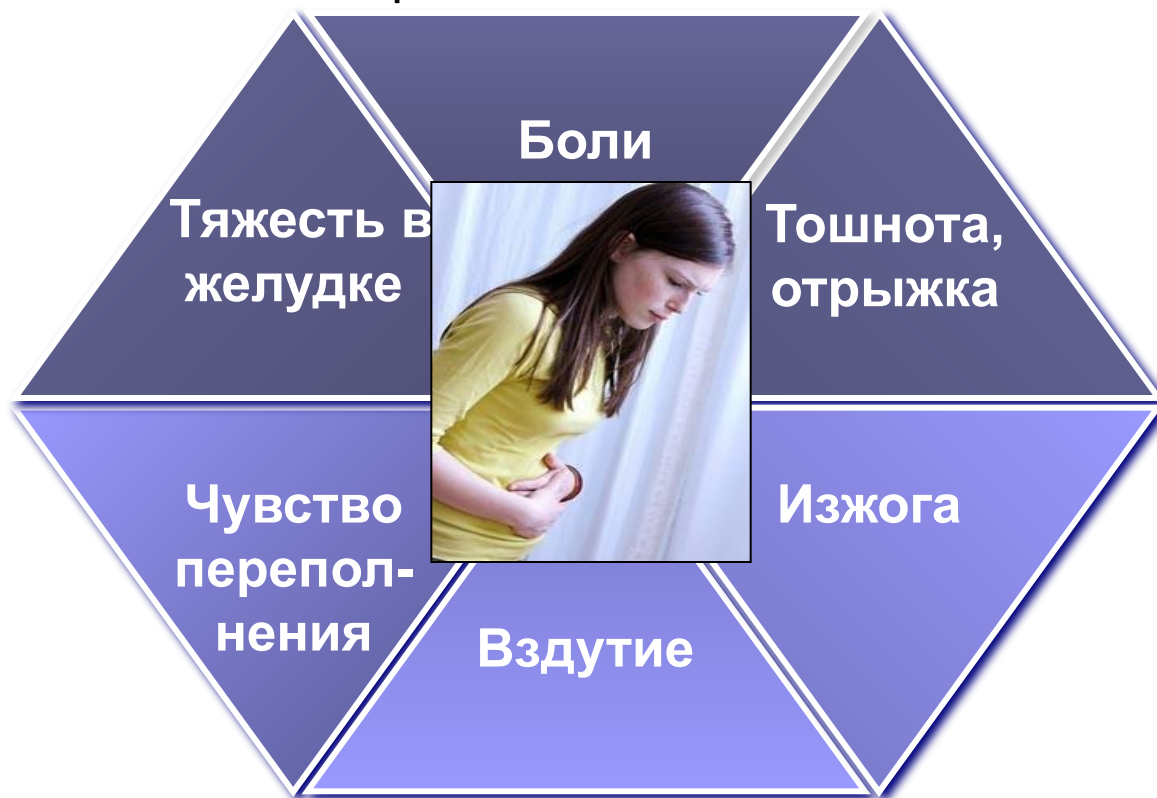 Боли
Тяжесть в
желудке
Тошнота,
отрыжка
Чувство
перепол-
нения
Изжога
Вздутие